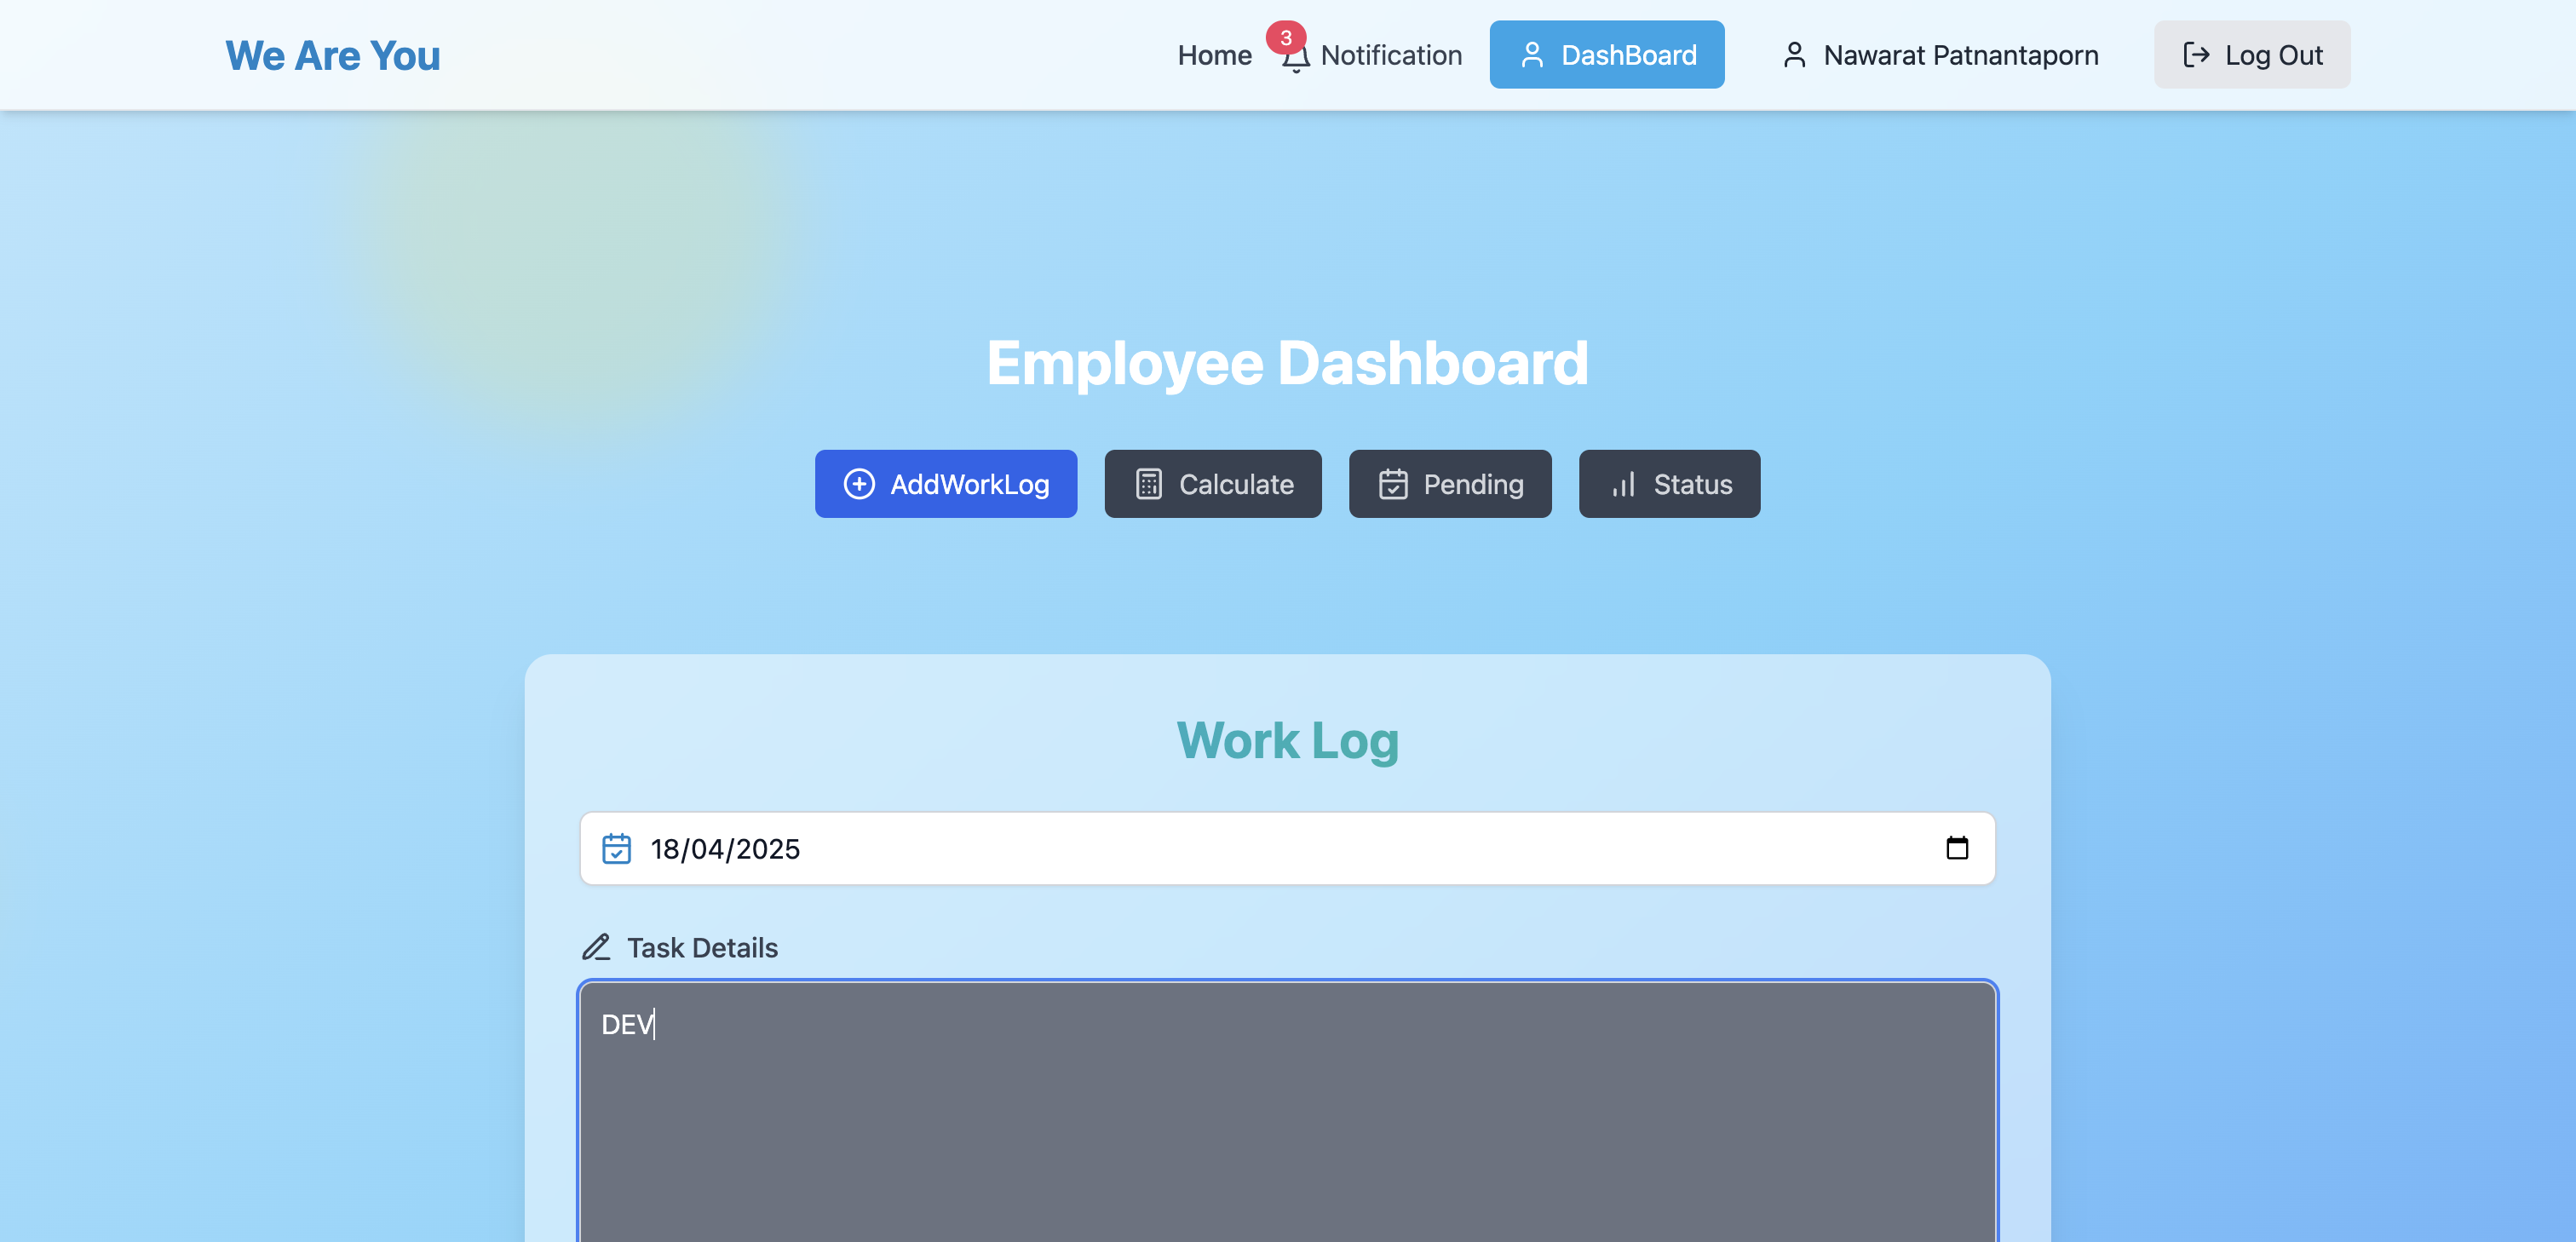 We Are You
Home 3 Notification DashBoard Nawarat Patnantaporn Log Out
Employee Dashboard
AddWorkLog Calculate Pending Status
Work Log
18/04/2025
Task Details
DEV